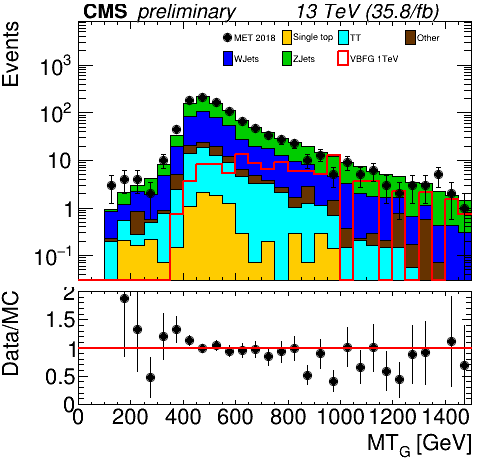 CMS preliminary 13 TeV (35.8/fb)
Events
MET 2018 Single top TT Other
WJets ZJets VBFG 1TeV
10³
10²
10
1
10⁻¹
Data/MC
2
1.5
1
0.5
0
0 200 400 600 800 1000 1200 1400
MT_G [GeV]